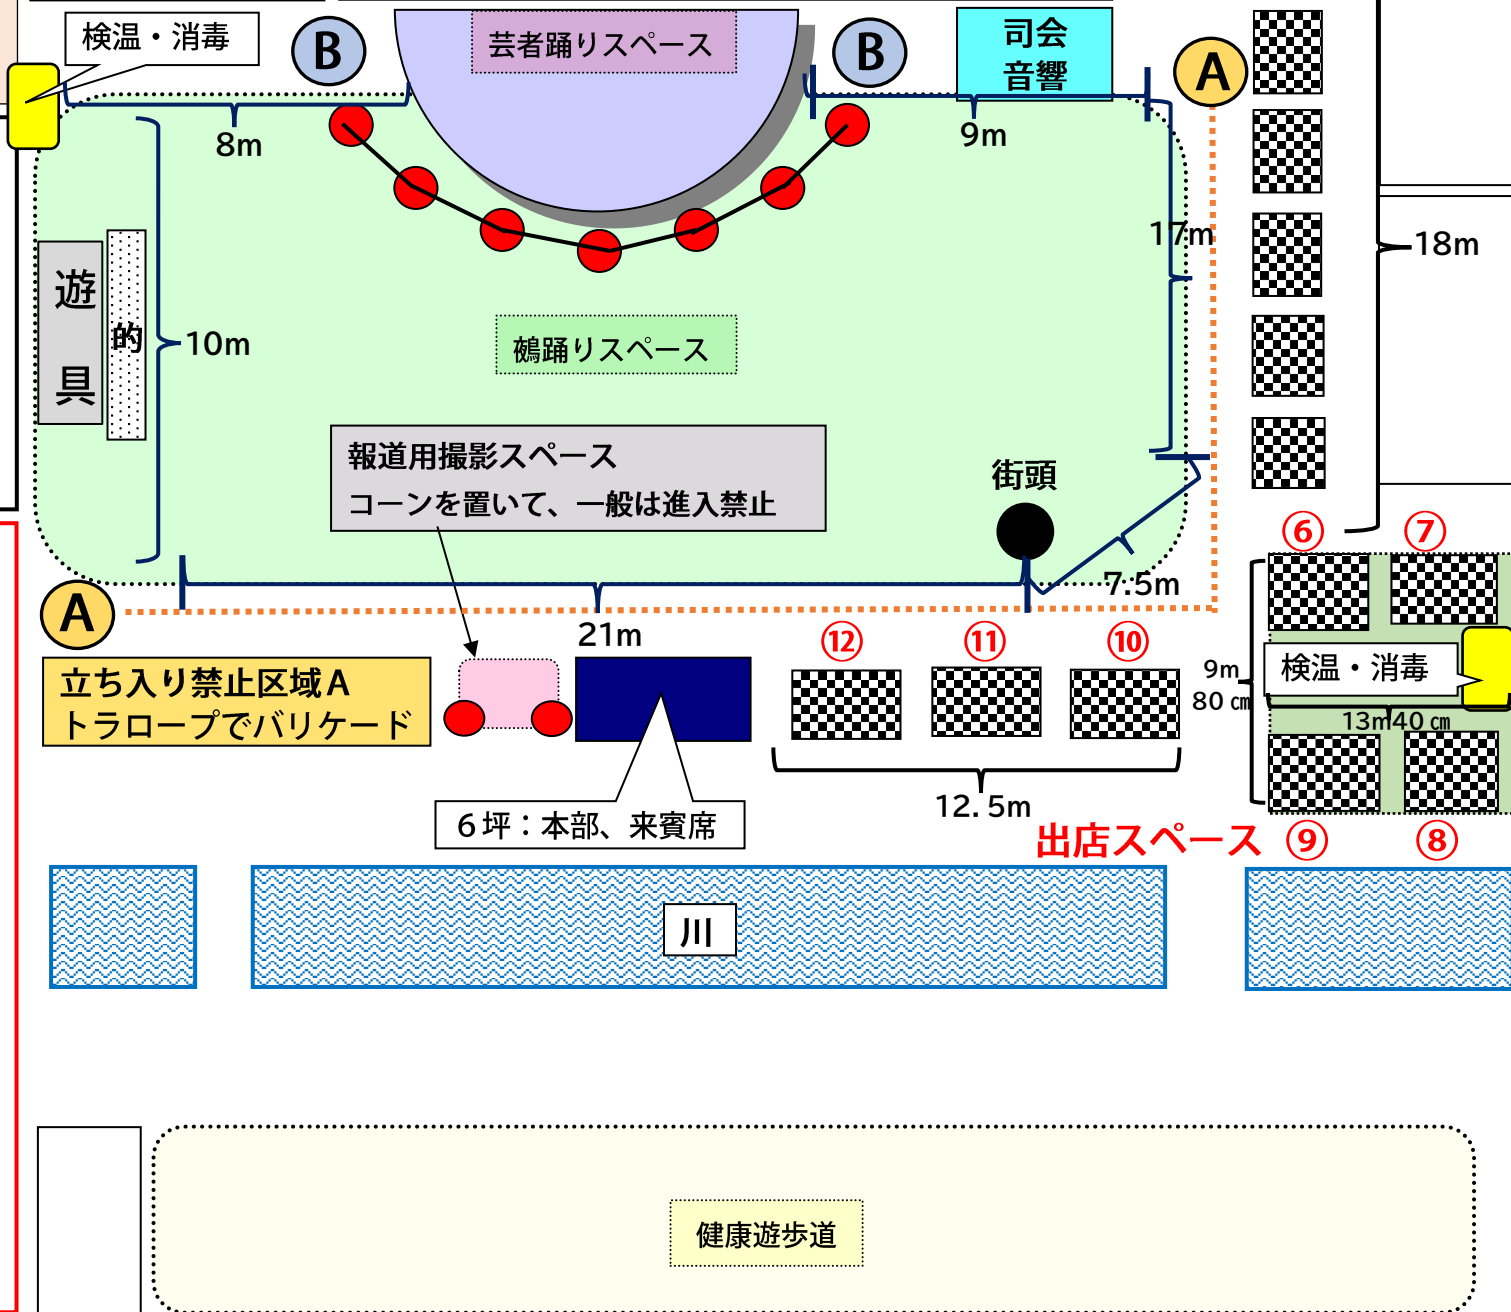 検温・消毒
B
芸者踊りスペース
B
司会
音響
A
8m
9m
17m
18m
遊
具
的
10m
鵺踊りスペース
報道用撮影スペース
コーンを置いて、一般は進入禁止
街頭
⑥
⑦
7.5m
A
21m
⑫
⑪
⑩
立ち入り禁止区域A
トラロープでバリケード
9m
80㎝
検温・消毒
13m40㎝
12.5m
6坪：本部、来賓席
出店スペース
⑨
⑧
川
健康遊歩道